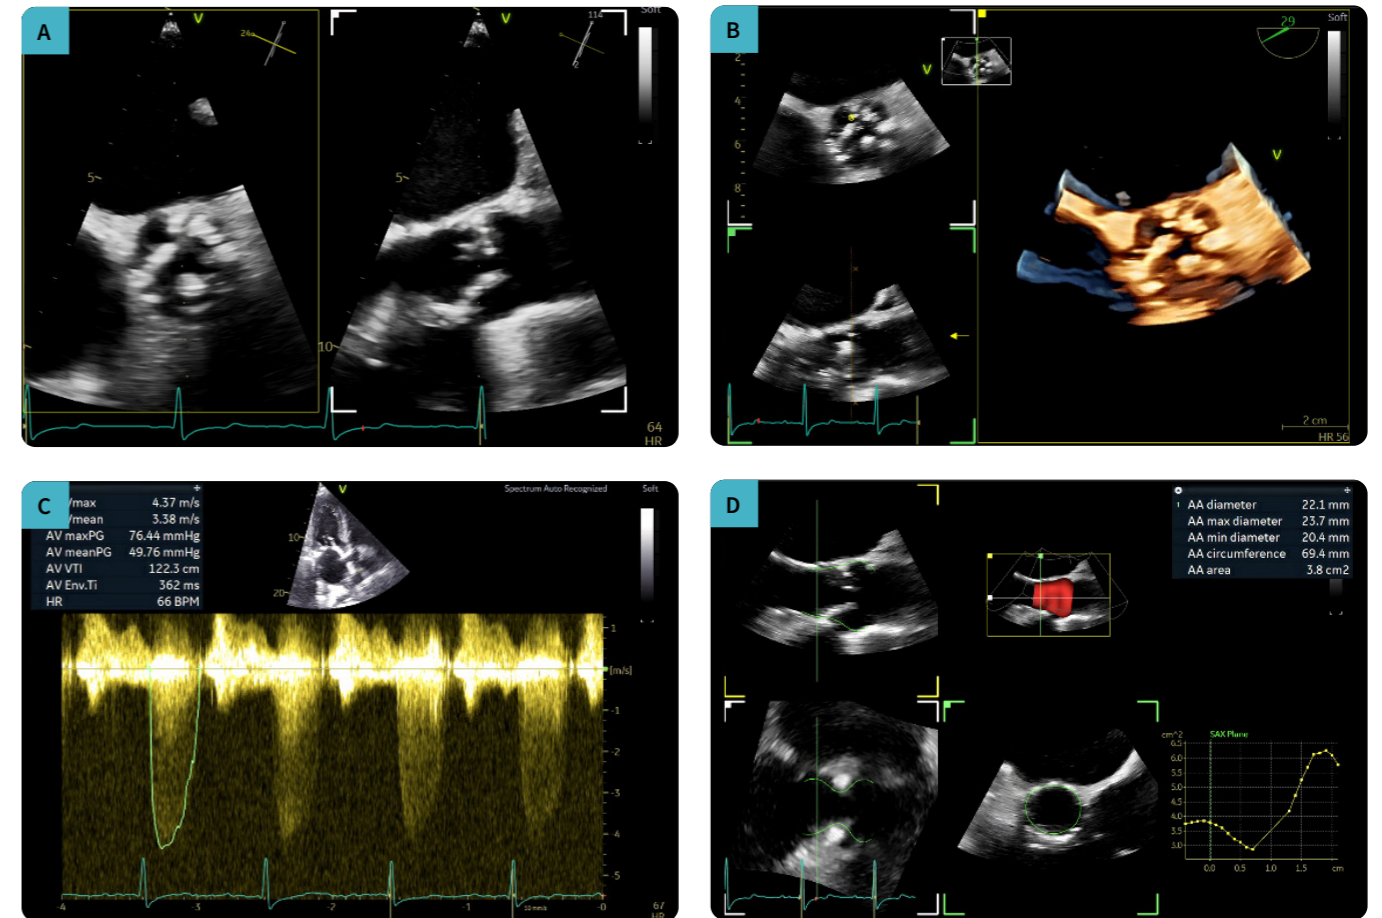 A
V
24
5
7
V
114
2
5
10
Soft
64
HR
B
2
4
6
8
V
29
Soft
V
2 cm
HR 56
C
/max 4.37 m/s
/mean 3.38 m/s
AV maxPG 76.44 mmHg
AV meanPG 49.76 mmHg
AV VTI 122.3 cm
AV Env.Ti 362 ms
HR 66 BPM
V
10
20
Spectrum Auto Recognized
Soft
1
[m/s]
-1
-2
-3
-4
-5
-4
-3
-2
-1
-0
67
HR
D
1 AA diameter 22.1 mm
AA max diameter 23.7 mm
AA min diameter 20.4 mm
AA circumference 69.4 mm
AA area 3.8 cm2
cm^2
SAX Plane
6.5
6.0
5.5
5.0
4.5
4.0
3.5
3.0
0.0
0.5
1.0
1.5
cm